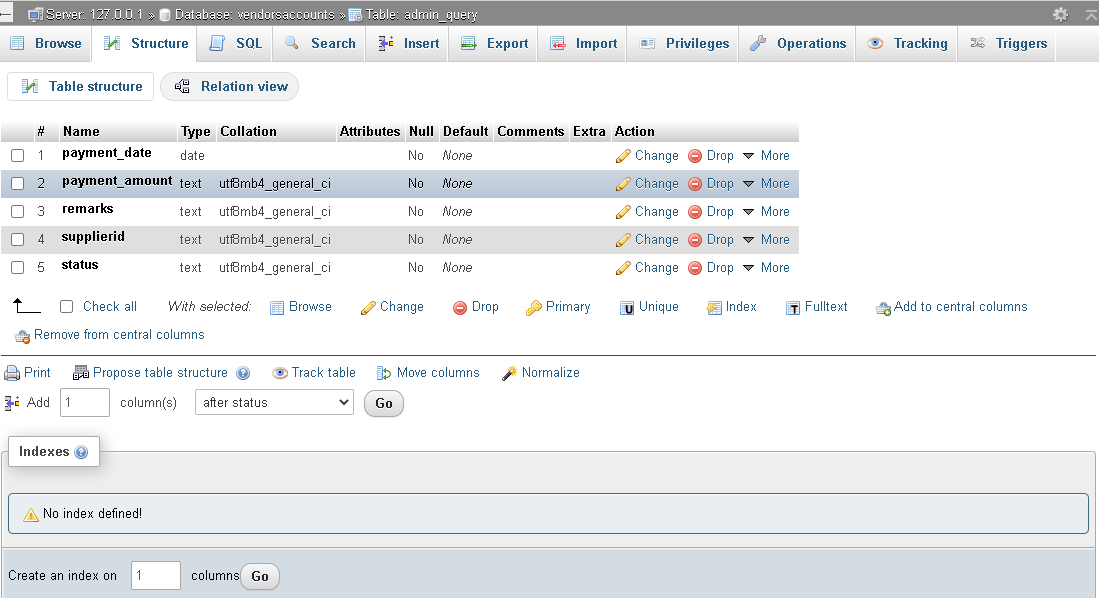 Server: 127.0.0.1 » Database: vendorsaccounts » Table: admin_query
Browse Structure SQL Search Insert Export Import Privileges Operations Tracking Triggers
Table structure Relation view
# Name Type Collation Attributes Null Default Comments Extra Action
1 payment_date date No None Change Drop More
2 payment_amount text utf8mb4_general_ci No None Change Drop More
3 remarks text utf8mb4_general_ci No None Change Drop More
4 supplierid text utf8mb4_general_ci No None Change Drop More
5 status text utf8mb4_general_ci No None Change Drop More
Check all With selected: Browse Change Drop Primary Unique Index Fulltext Add to central columns
Remove from central columns
Print Propose table structure Track table Move columns Normalize
Add 1 column(s) after status Go
Indexes
No index defined!
Create an index on 1 columns Go